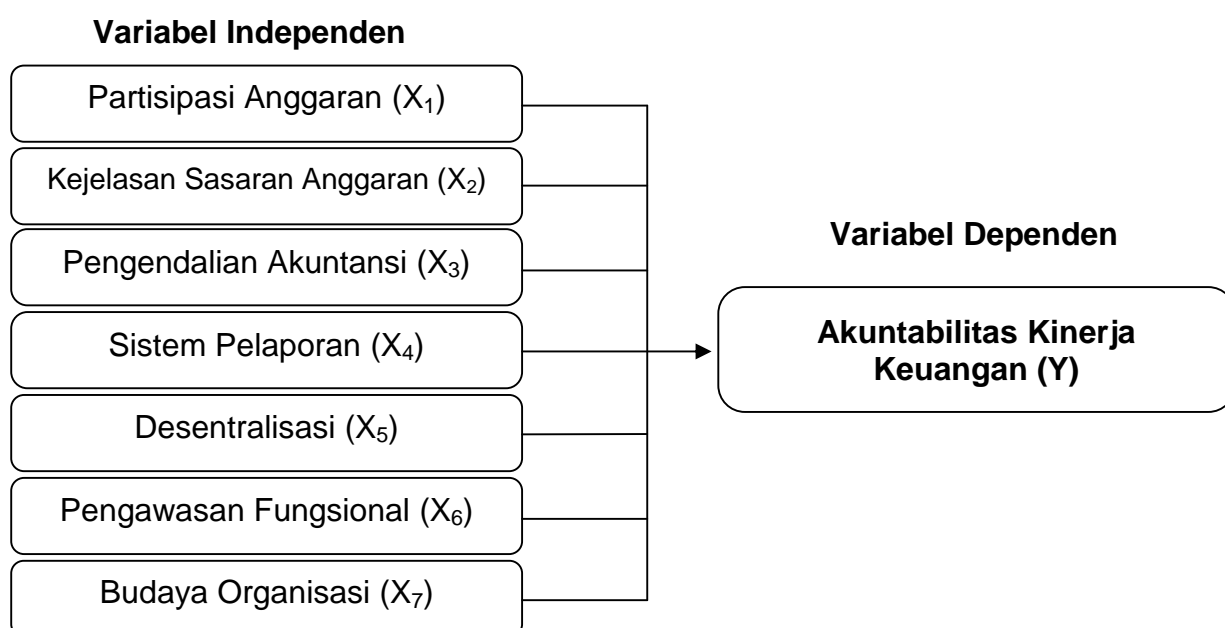 Variabel Independen
Partisipasi Anggaran (X₁)
Kejelasan Sasaran Anggaran (X₂)
Pengendalian Akuntansi (X₃)
Sistem Pelaporan (X₄)
Desentralisasi (X₅)
Pengawasan Fungsional (X₆)
Budaya Organisasi (X₇)
Variabel Dependen
Akuntabilitas Kinerja
Keuangan (Y)